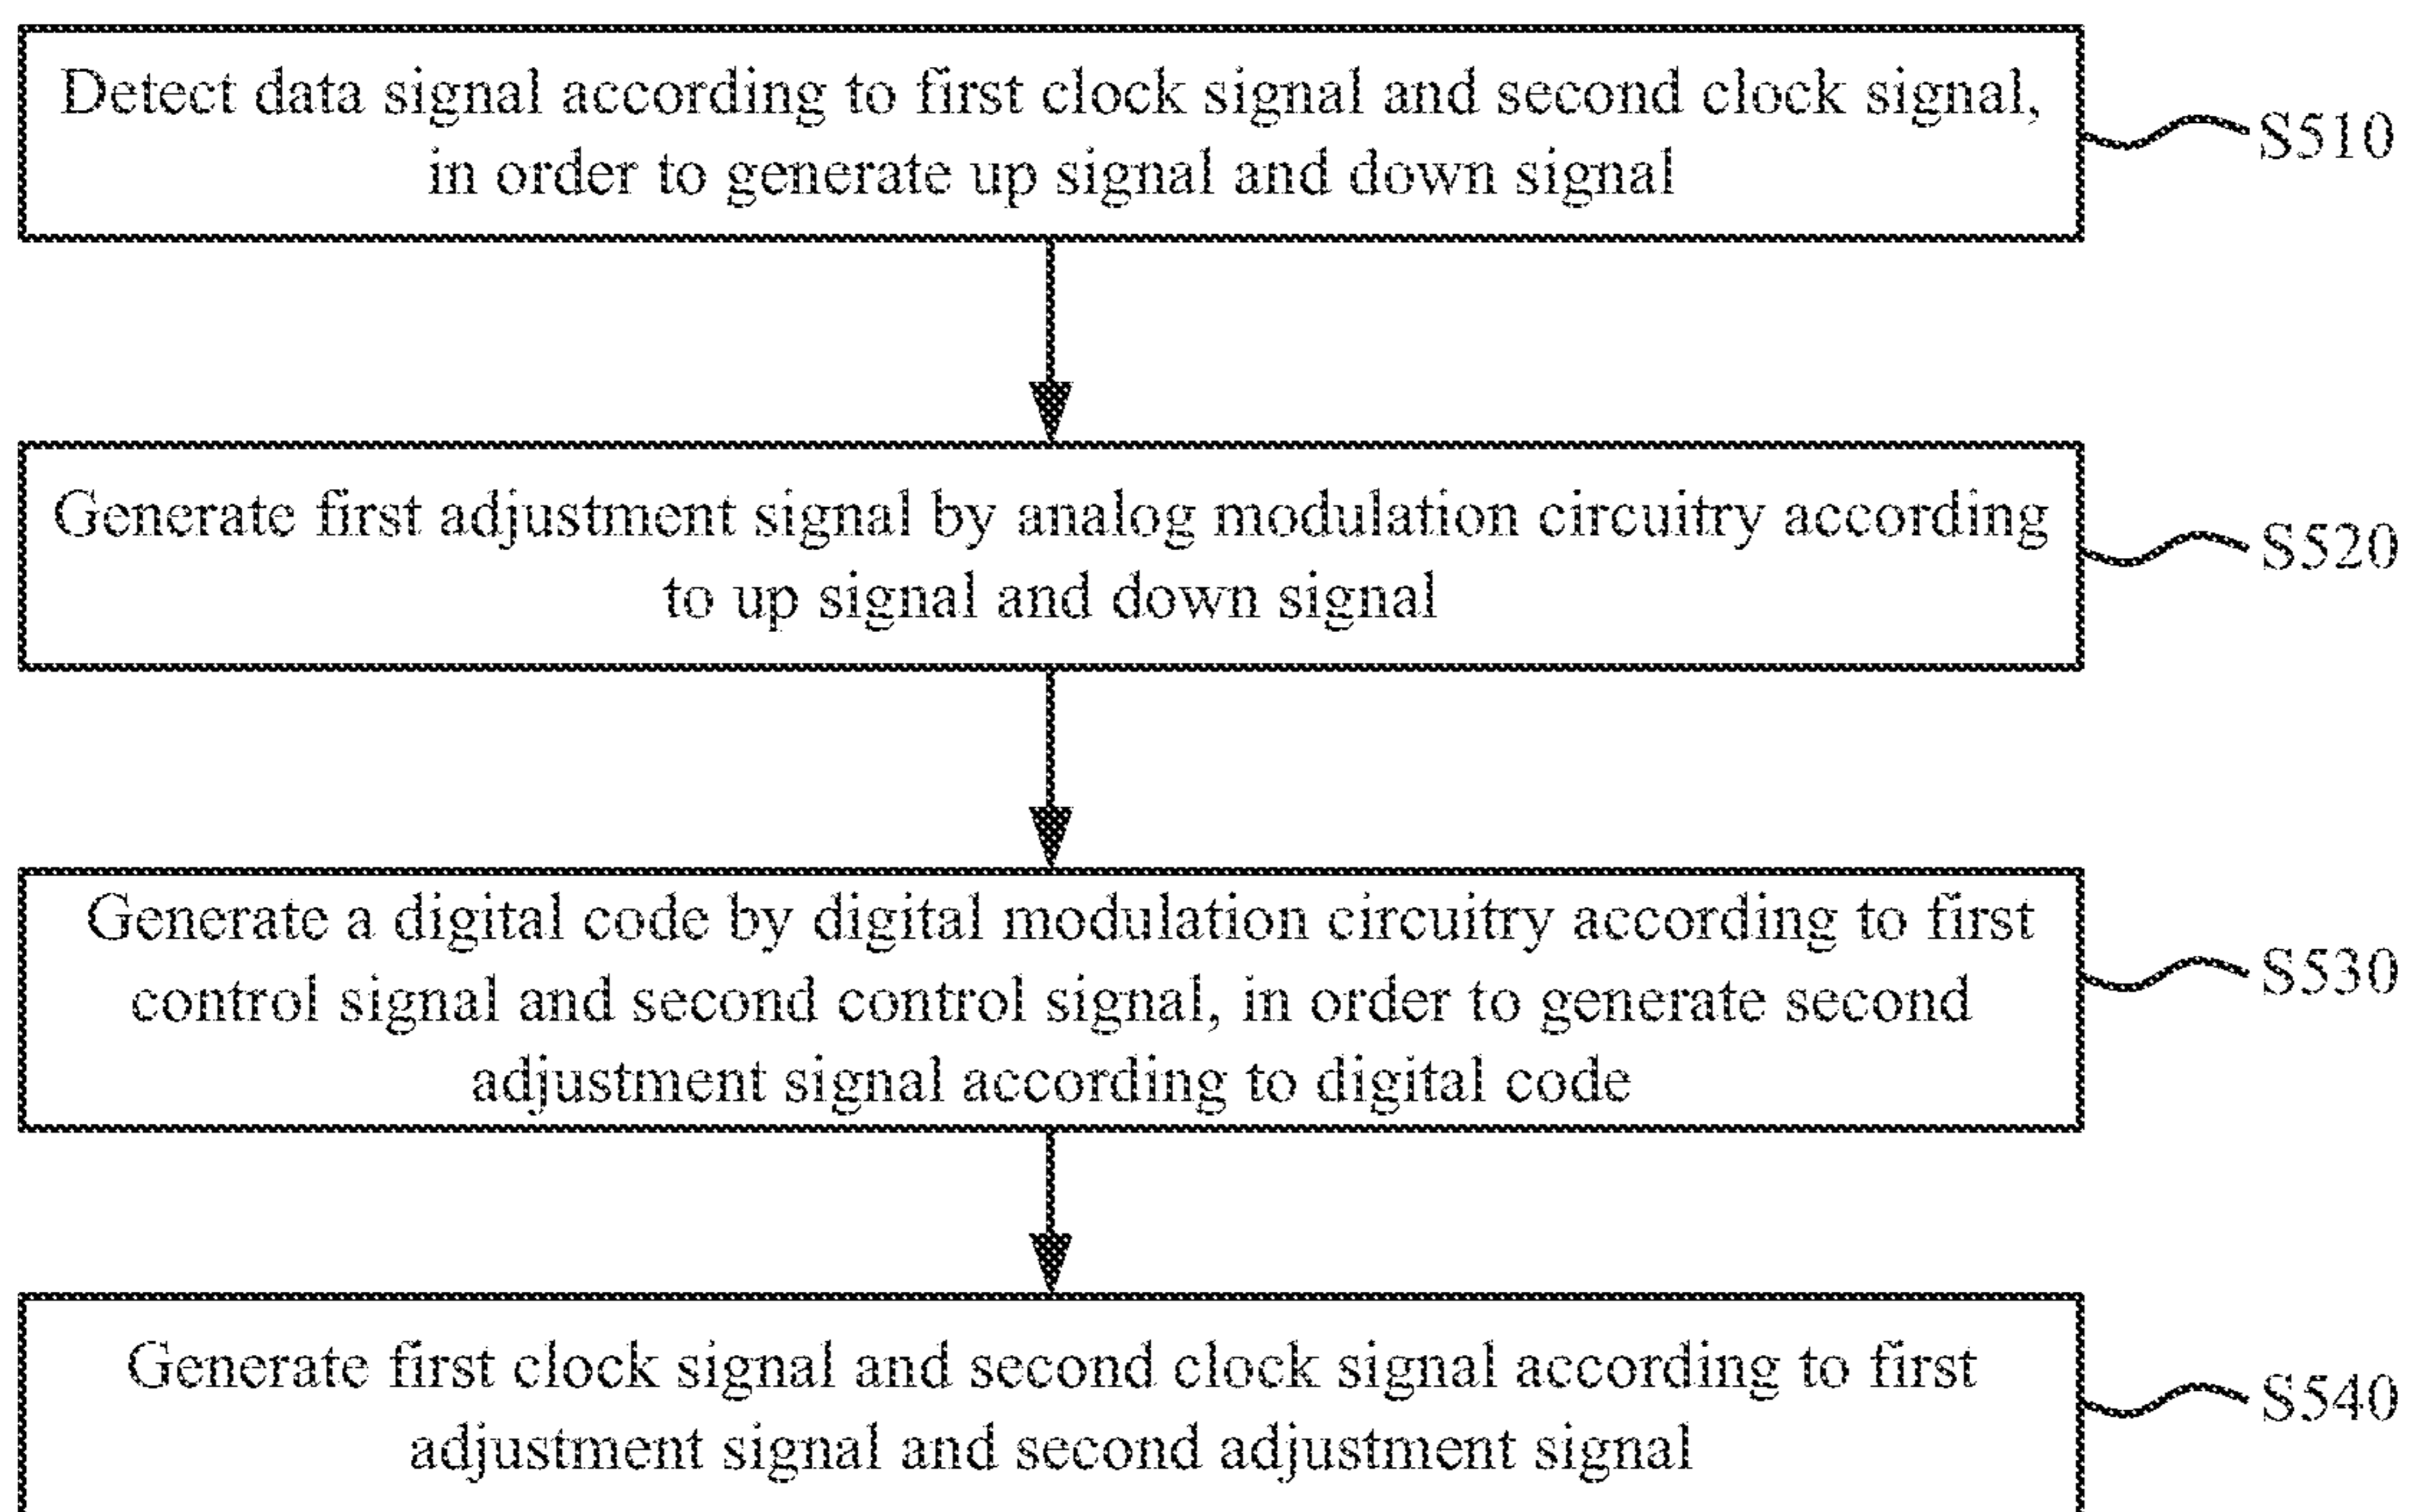 Detect data signal according to first clock signal and second clock signal,
in order to generate up signal and down signal
S510
Generate first adjustment signal by analog modulation circuitry according
to up signal and down signal
S520
Generate a digital code by digital modulation circuitry according to first
control signal and second control signal, in order to generate second
adjustment signal according to digital code
S530
Generate first clock signal and second clock signal according to first
adjustment signal and second adjustment signal
S540